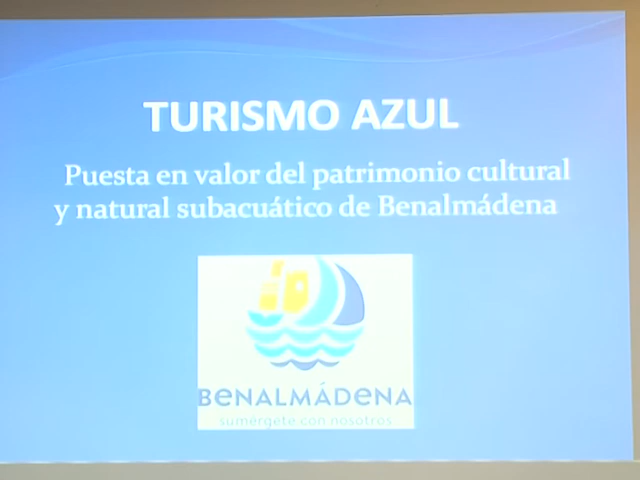 TURISMO AZUL
Puesta en valor del patrimonio cultural
y natural subacuático de Benalmádena
BENALMÁDENA
sumérgete con nosotros